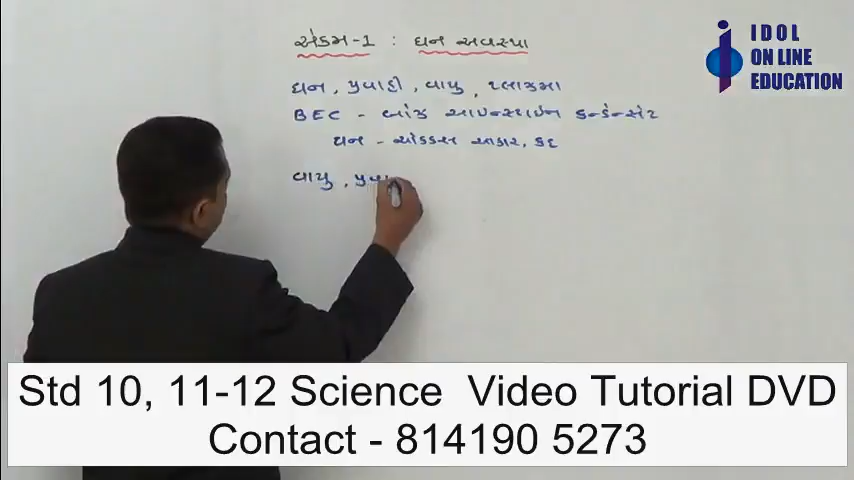 એકમ-1 : ઘન અવસ્થા
ઘન, પ્રવાહી, વાયુ, પ્લાઝમા
BEC - બોઝ આઇન્સ્ટાઇન કન્ડેન્સેટ
ઘન - ચોક્કસ આકાર, કદ
વાયુ, પ્રવા
IDOL
ON LINE
EDUCATION
Std 10, 11-12 Science Video Tutorial DVD
Contact - 814190 5273